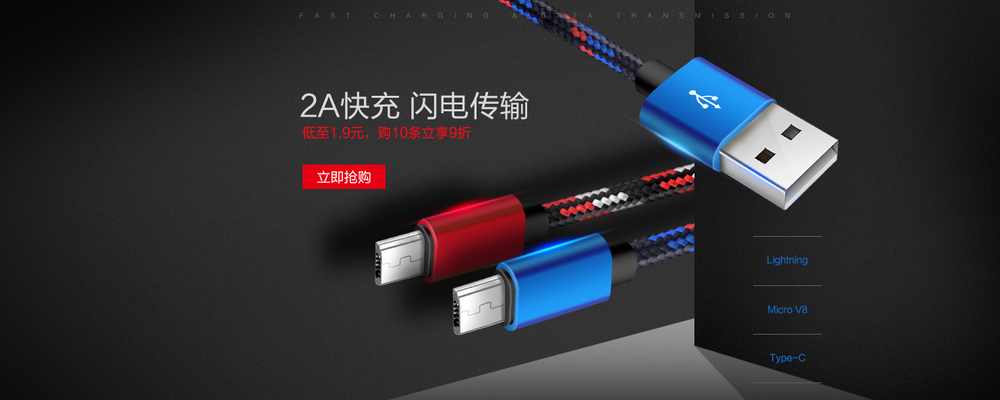 FAST CHARGING & DATA TRANSMISSION
2A快充 闪电传输
低至1.9元，购10条立享9折
立即抢购
Lightning
Micro V8
Type-C